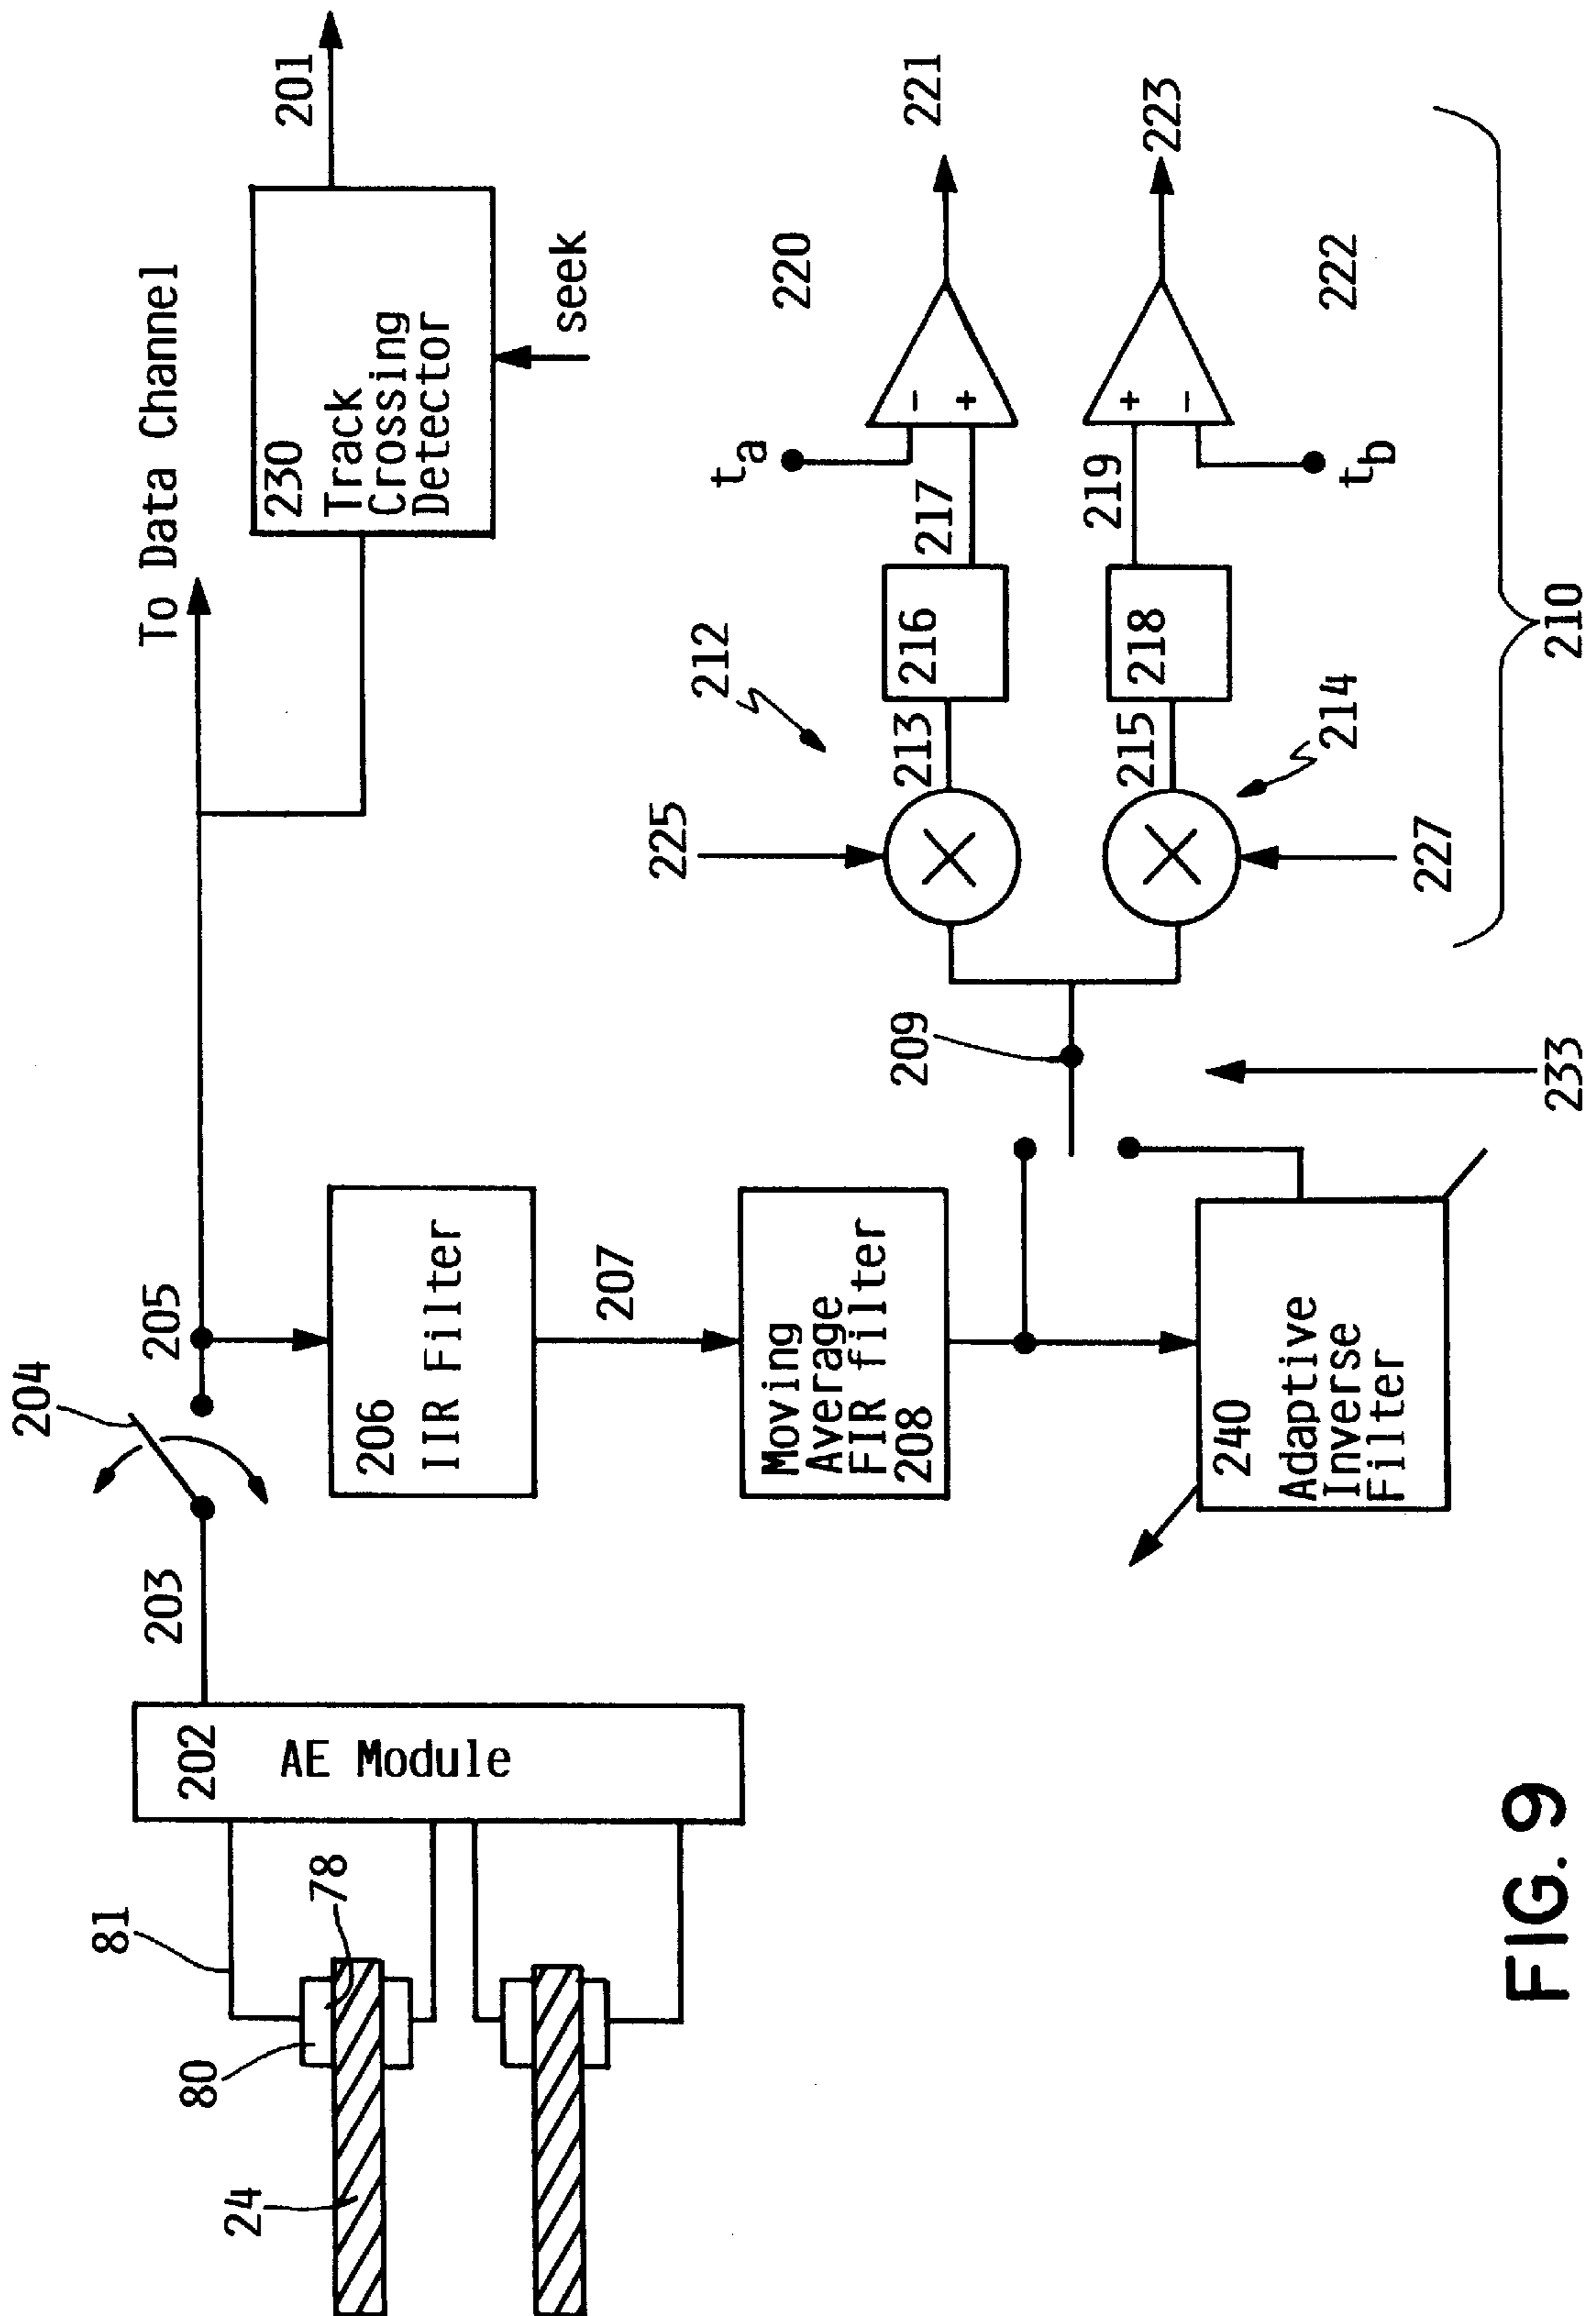 24
80
78
81
202
AE Module
203
204
205
To Data Channel
230
Track
Crossing
Detector
201
seek
206
IIR Filter
207
Moving
Average
FIR filter
208
240
Adaptive
Inverse
Filter
209
233
225
212
213
216
217
ta
-
+
220
221
227
214
215
218
219
tb
+
-
222
223
210
FIG. 9